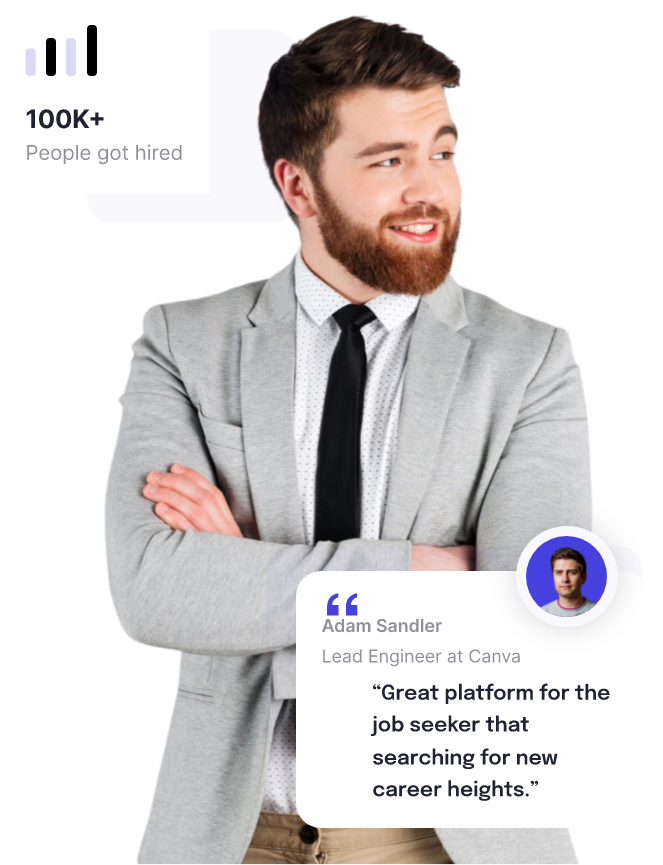 100K+
People got hired
Adam Sandler
Lead Engineer at Canva
“Great platform for the
job seeker that
searching for new
career heights.”